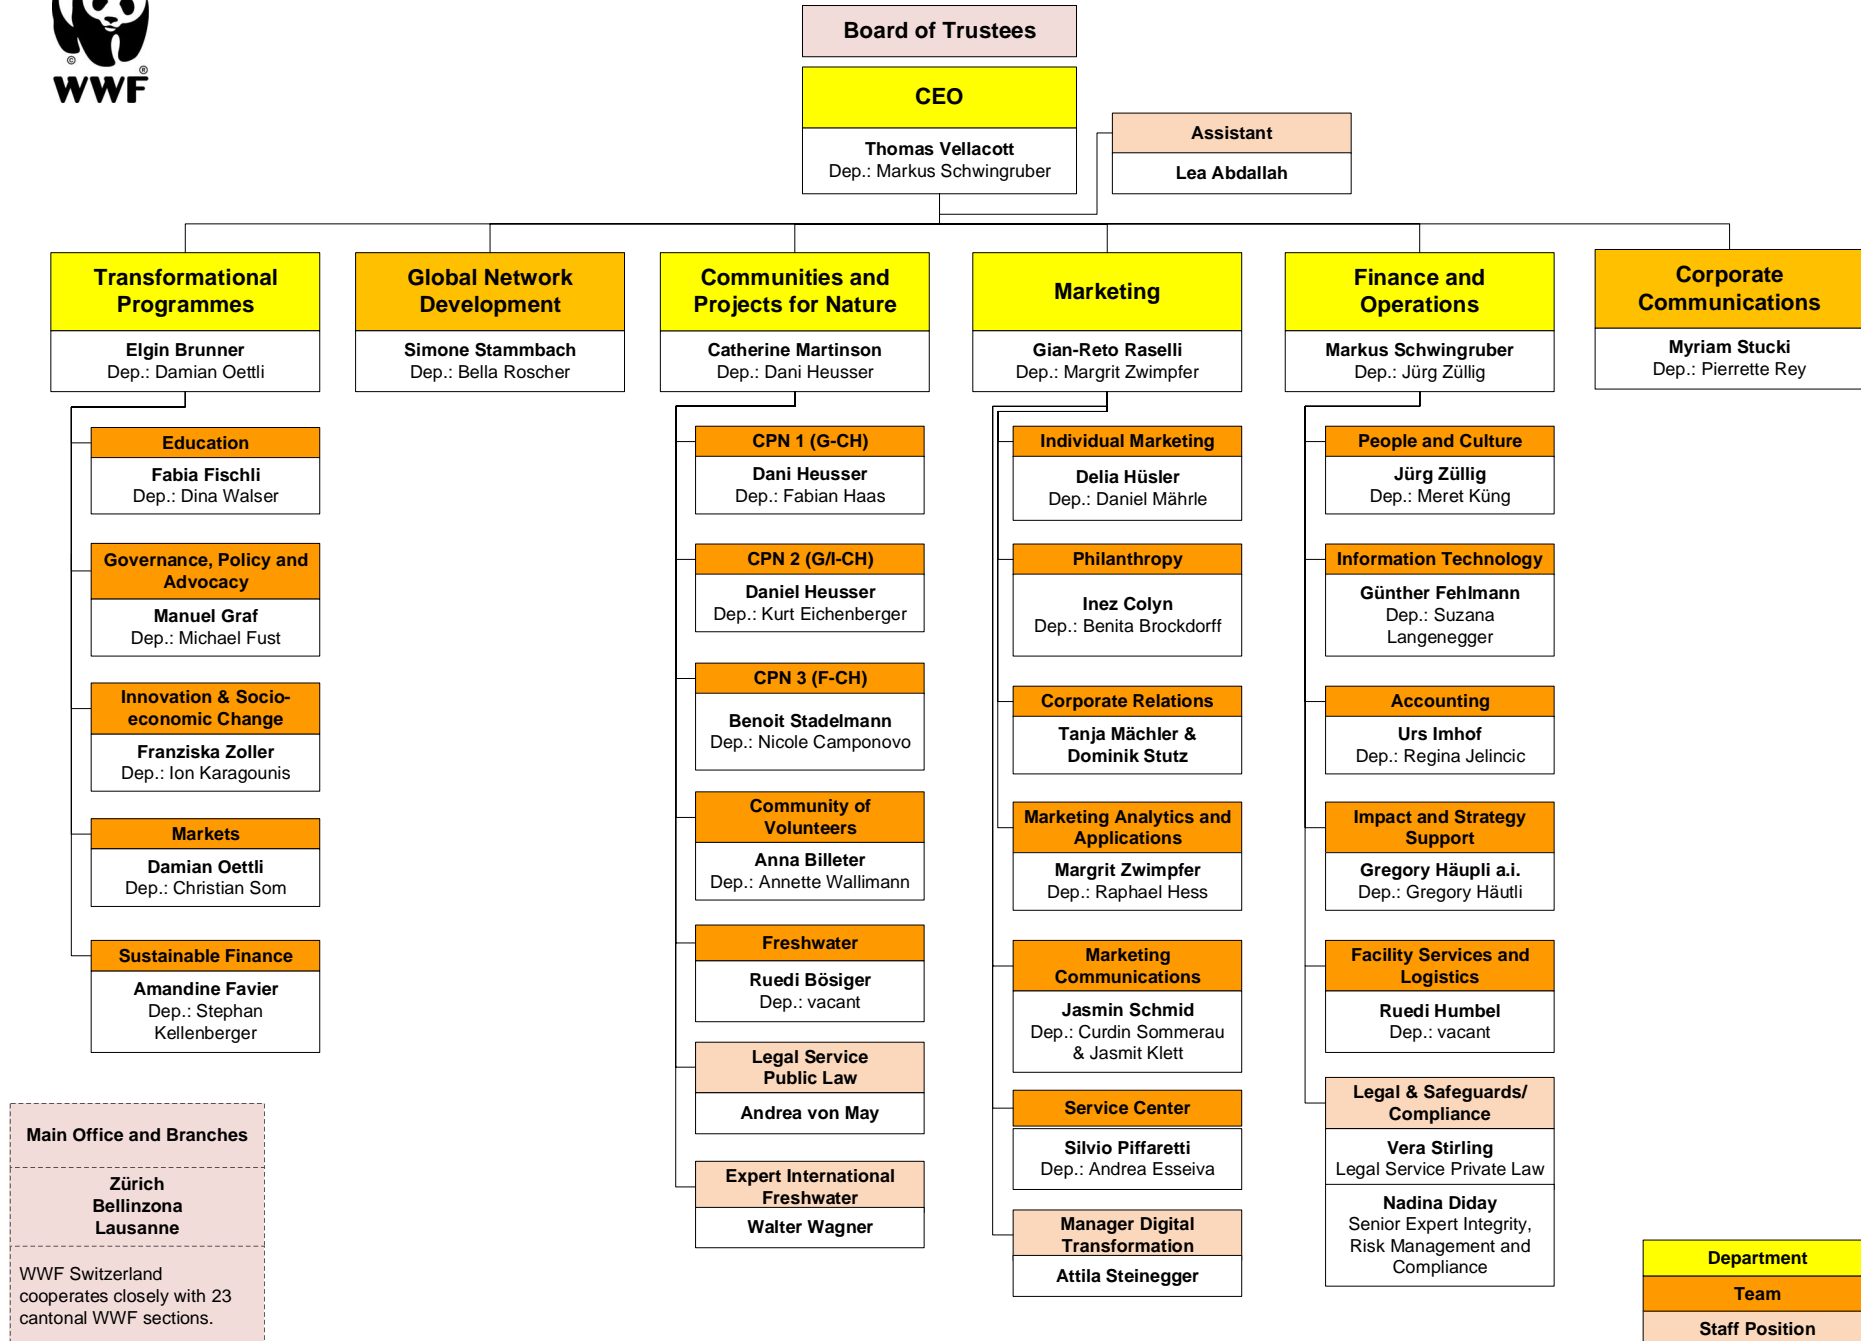 ©
®
WWF
Board of Trustees
CEO
Thomas Vellacott
Dep.: Markus Schwingruber
Assistant
Lea Abdallah
Transformational
Programmes
Elgin Brunner
Dep.: Damian Oettli
Global Network
Development
Simone Stammbach
Dep.: Bella Roscher
Communities and
Projects for Nature
Catherine Martinson
Dep.: Dani Heusser
Marketing
Gian-Reto Raselli
Dep.: Margrit Zwimpfer
Finance and
Operations
Markus Schwingruber
Dep.: Jürg Züllig
Corporate
Communications
Myriam Stucki
Dep.: Pierrette Rey
Education
Fabia Fischli
Dep.: Dina Walser
Governance, Policy and
Advocacy
Manuel Graf
Dep.: Michael Fust
Innovation & Socio-
economic Change
Franziska Zoller
Dep.: Ion Karagounis
Markets
Damian Oettli
Dep.: Christian Som
Sustainable Finance
Amandine Favier
Dep.: Stephan
Kellenberger
CPN 1 (G-CH)
Dani Heusser
Dep.: Fabian Haas
CPN 2 (G/I-CH)
Daniel Heusser
Dep.: Kurt Eichenberger
CPN 3 (F-CH)
Benoit Stadelmann
Dep.: Nicole Camponovo
Community of
Volunteers
Anna Billeter
Dep.: Annette Wallimann
Freshwater
Ruedi Bösiger
Dep.: vacant
Legal Service
Public Law
Andrea von May
Expert International
Freshwater
Walter Wagner
Individual Marketing
Delia Hüsler
Dep.: Daniel Mährle
Philanthropy
Inez Colyn
Dep.: Benita Brockdorff
Corporate Relations
Tanja Mächler &
Dominik Stutz
Marketing Analytics and
Applications
Margrit Zwimpfer
Dep.: Raphael Hess
Marketing
Communications
Jasmin Schmid
Dep.: Curdin Sommerau
& Jasmit Klett
Service Center
Silvio Piffaretti
Dep.: Andrea Esseiva
Manager Digital
Transformation
Attila Steinegger
People and Culture
Jürg Züllig
Dep.: Meret Küng
Information Technology
Günther Fehlmann
Dep.: Suzana
Langenegger
Accounting
Urs Imhof
Dep.: Regina Jelincic
Impact and Strategy
Support
Gregory Häupli a.i.
Dep.: Gregory Häutli
Facility Services and
Logistics
Ruedi Humbel
Dep.: vacant
Legal & Safeguards/
Compliance
Vera Stirling
Legal Service Private Law
Nadina Diday
Senior Expert Integrity,
Risk Management and
Compliance
Main Office and Branches
Zürich
Bellinzona
Lausanne
WWF Switzerland
cooperates closely with 23
cantonal WWF sections.
Department
Team
Staff Position